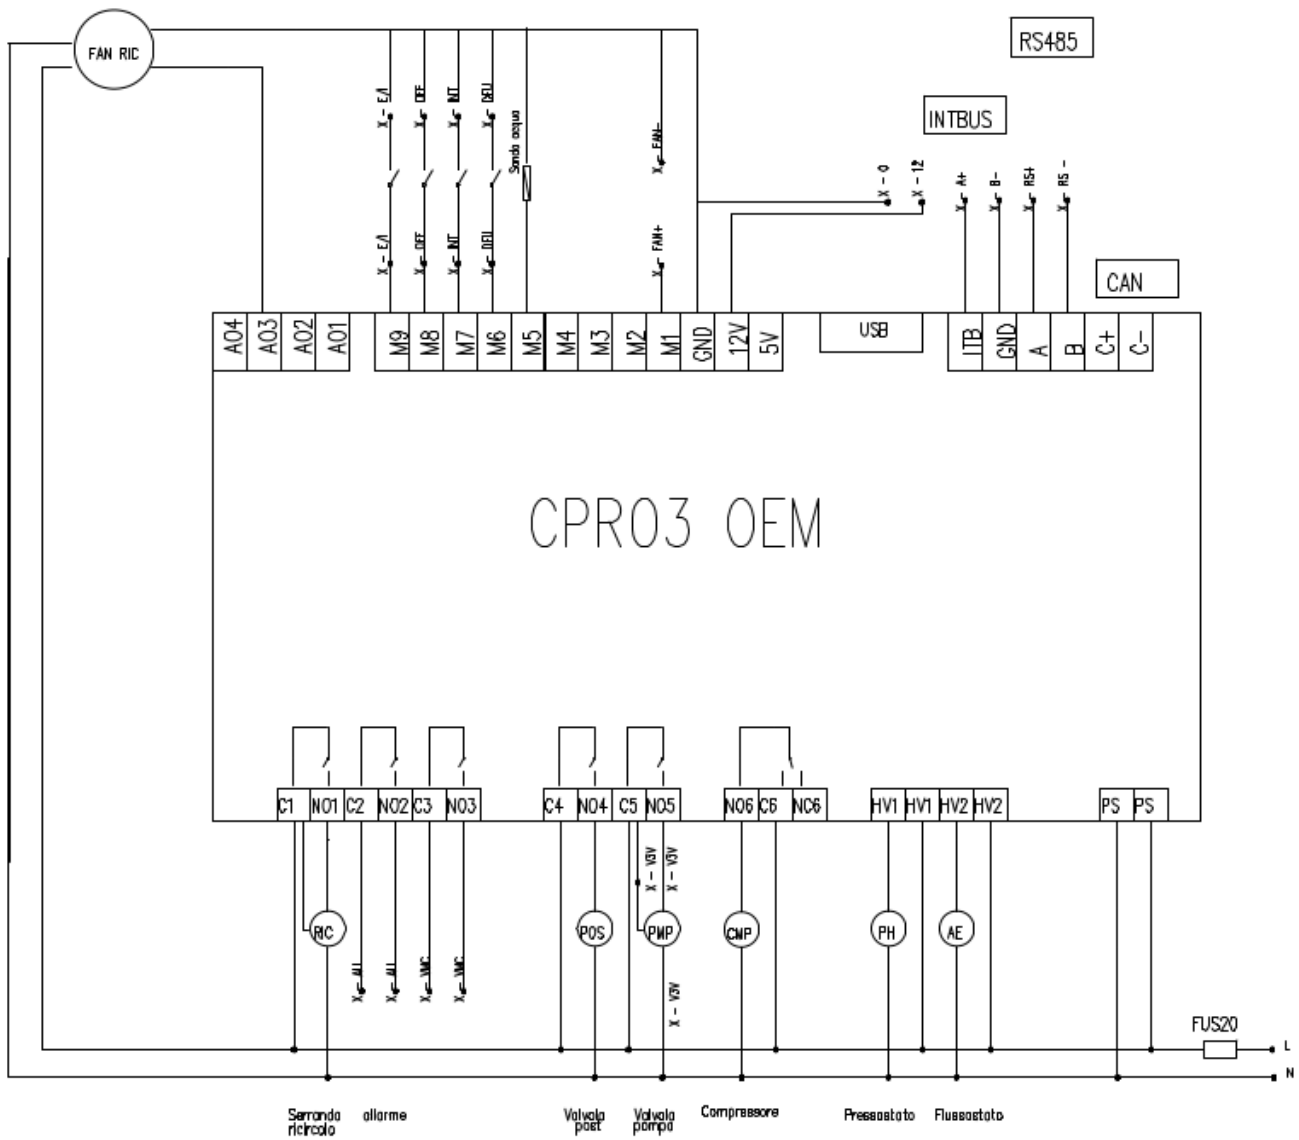 FAN RIC
RS485
INTBUS
CAN
X - E/I
X - DEF
X - INT
X - DEU
Sonda acqua
X - FAN-
X - 0
X - 12
X - A+
X - B-
X - RS+
X - RS -
X - E/I
X - DEF
X - INT
X - DEU
X - FAN+
AO4 AO3 AO2 AO1 M9 M8 M7 M6 M5 M4 M3 M2 M1 GND 12V 5V USB ITB GND A B C+ C-
CPRO3 OEM
C1 NO1 C2 NO2 C3 NO3 C4 NO4 C5 NO5 NO6 C6 NC6 HV1 HV1 HV2 HV2 PS PS
X - V3V
X - V3V
RIC POS PMP CMP PH AE
X - ALL
X - ALL
X - VMC
X - VMC
X - V3V
FUS20
L
N
Serranda ricircolo
allarme
Valvola post
Valvola pompa
Compressore
Pressostato
Flussostato